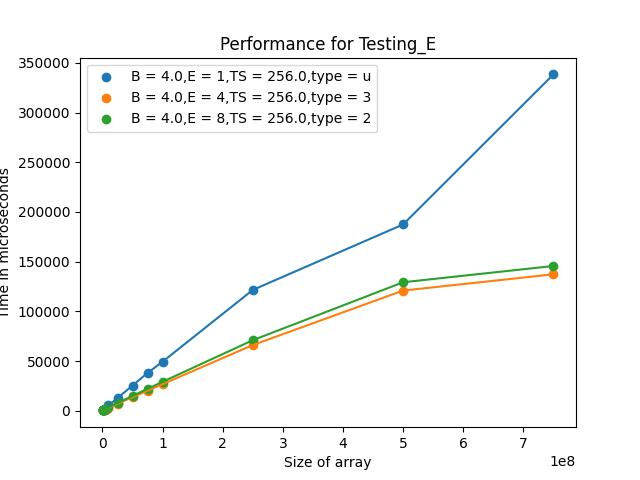 Performance for Testing_E
B = 4.0,E = 1,TS = 256.0,type = u
B = 4.0,E = 4,TS = 256.0,type = 3
B = 4.0,E = 8,TS = 256.0,type = 2
350000
300000
250000
200000
150000
100000
50000
0
Time in microseconds
0 1 2 3 4 5 6 7
1e8
Size of array